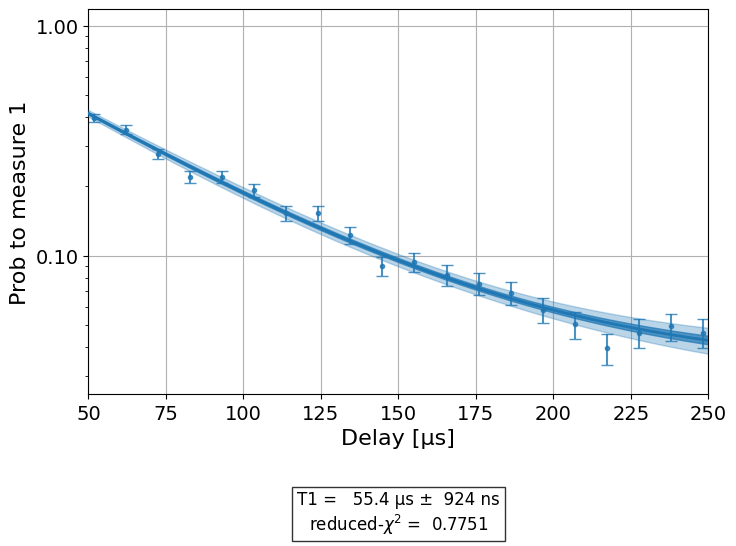 1.00
0.10
Prob to measure 1
50 75 100 125 150 175 200 225 250
Delay [µs]
T1 = 55.4 µs ± 924 ns
reduced-χ² = 0.7751